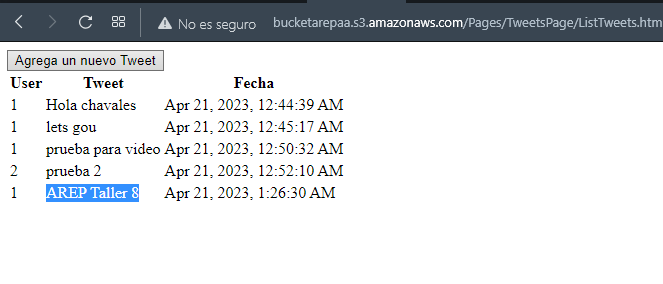 No es seguro bucketarepaa.s3.amazonaws.com/Pages/TweetsPage/ListTweets.htm
Agrega un nuevo Tweet
User Tweet Fecha
1 Hola chavales Apr 21, 2023, 12:44:39 AM
1 lets gou Apr 21, 2023, 12:45:17 AM
1 prueba para video Apr 21, 2023, 12:50:32 AM
2 prueba 2 Apr 21, 2023, 12:52:10 AM
1 AREP Taller 8 Apr 21, 2023, 1:26:30 AM